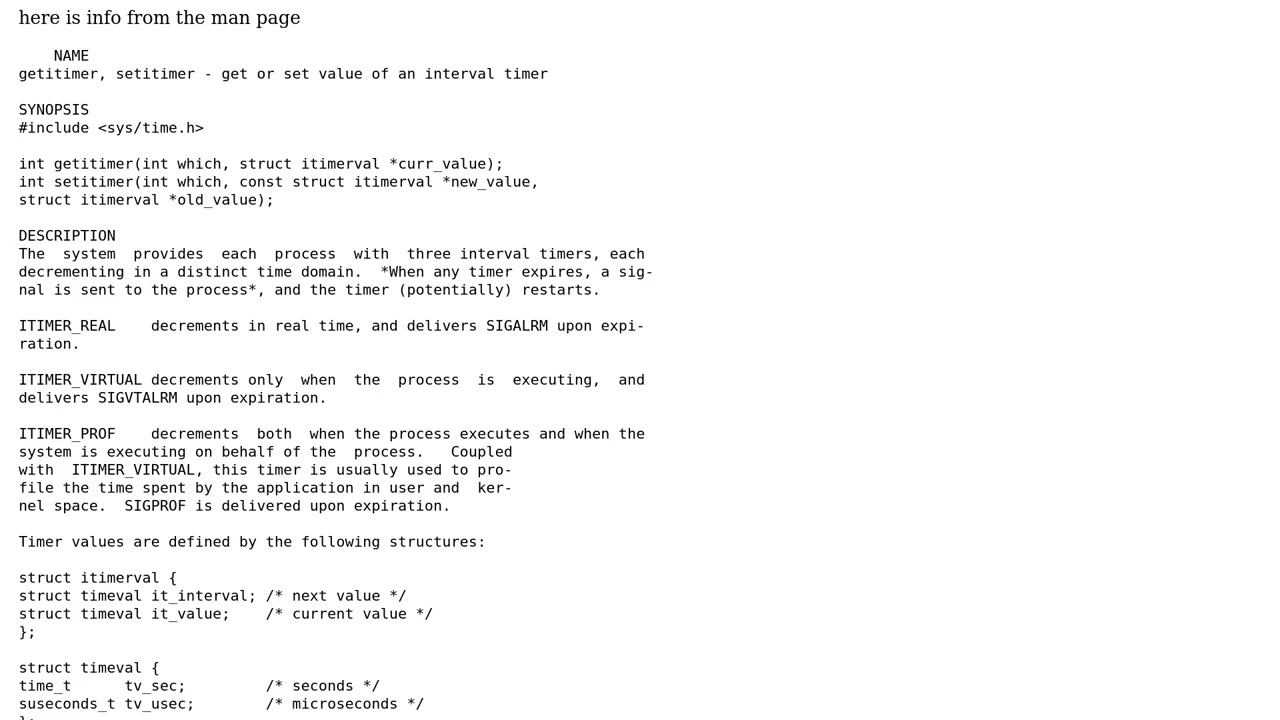 here is info from the man page
NAME
getitimer, setitimer - get or set value of an interval timer
SYNOPSIS
#include <sys/time.h>
int getitimer(int which, struct itimerval *curr_value);
int setitimer(int which, const struct itimerval *new_value,
struct itimerval *old_value);
DESCRIPTION
The  system  provides  each  process  with  three interval timers, each
decrementing in a distinct time domain.  *When any timer expires, a sig-
nal is sent to the process*, and the timer (potentially) restarts.
ITIMER_REAL    decrements in real time, and delivers SIGALRM upon expi-
ration.
ITIMER_VIRTUAL decrements only  when  the  process  is  executing,  and
delivers SIGVTALRM upon expiration.
ITIMER_PROF    decrements  both  when the process executes and when the
system is executing on behalf of the  process.   Coupled
with  ITIMER_VIRTUAL, this timer is usually used to pro-
file the time spent by the application in user and  ker-
nel space.  SIGPROF is delivered upon expiration.
Timer values are defined by the following structures:
struct itimerval {
struct timeval it_interval; /* next value */
struct timeval it_value;    /* current value */
};
struct timeval {
time_t      tv_sec;         /* seconds */
suseconds_t tv_usec;        /* microseconds */
};